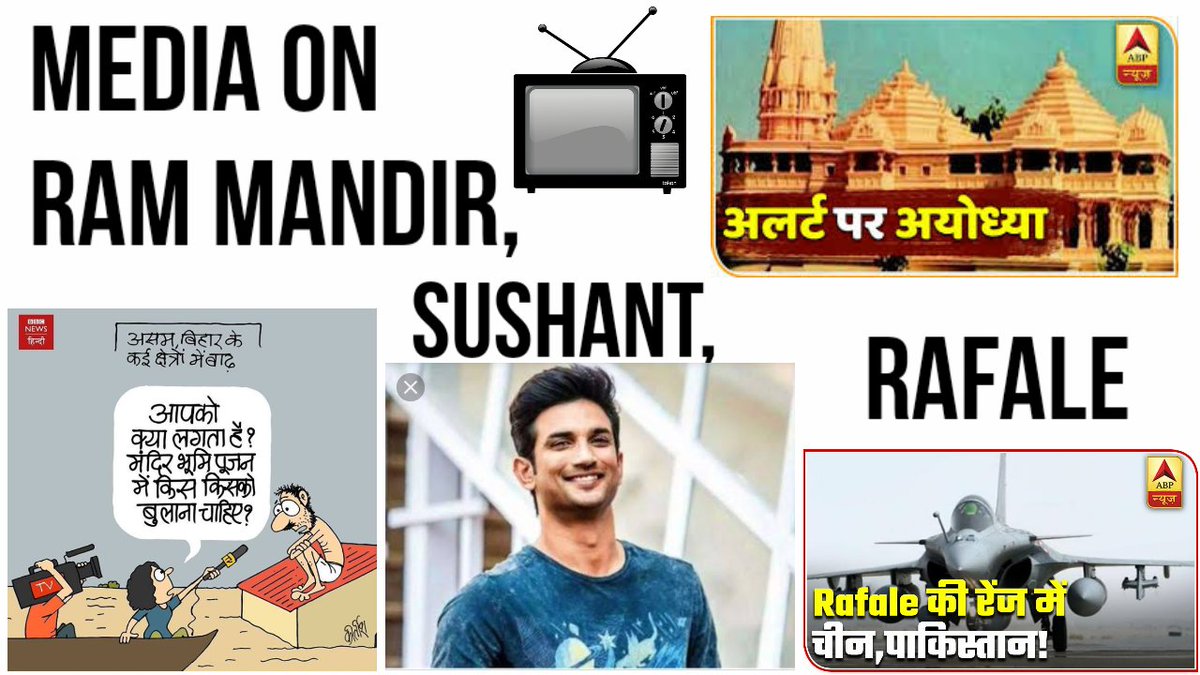 MEDIA ON
RAM MANDIR,
SUSHANT,
RAFALE
ABP
न्यूज़
अलर्ट पर अयोध्या
BBC
NEWS
हिन्दी
असम, बिहार के
कई क्षेत्रों में बाढ़
आपको
क्या लगता है?
मंदिर भूमि पूजन
में किस किसको
बुलाना चाहिए?
TV
कीर्तिश
ABP
न्यूज़
Rafale की रेंज में
चीन,पाकिस्तान!